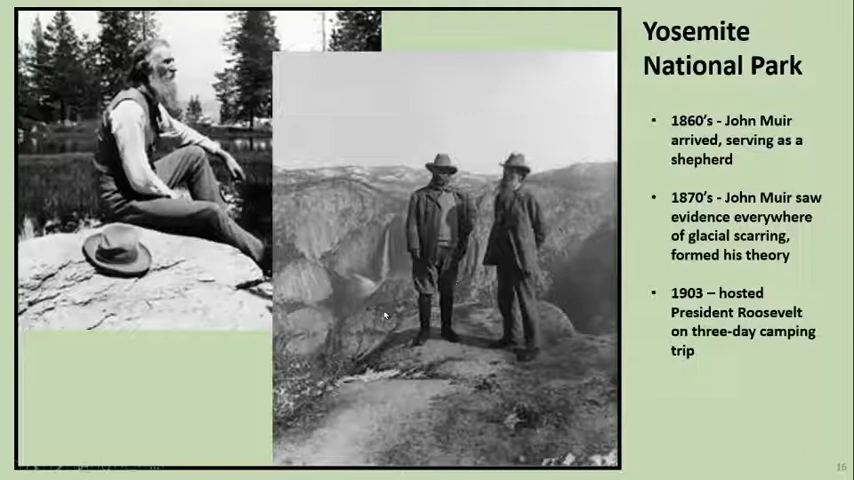 Yosemite
National Park
• 1860's - John Muir
arrived, serving as a
shepherd
• 1870's - John Muir saw
evidence everywhere
of glacial scarring,
formed his theory
• 1903 – hosted
President Roosevelt
on three-day camping
trip
16